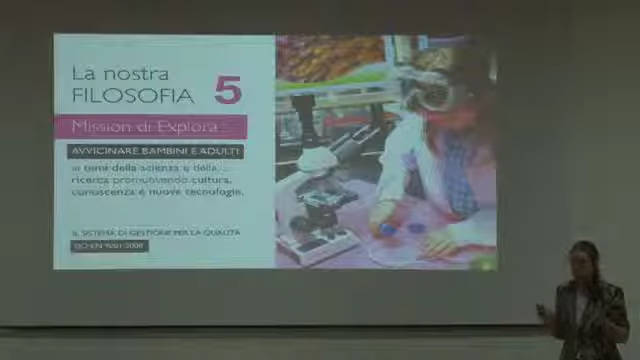 La nostra
FILOSOFIA 5
Mission di Explora
AVVICINARE BAMBINI E ADULTI
ai temi della scienza e della
ricerca promuovendo cultura,
conoscenza e nuove tecnologie.
IL SISTEMA DI GESTIONE PER LA QUALITÀ
ISO EN 9001:2008